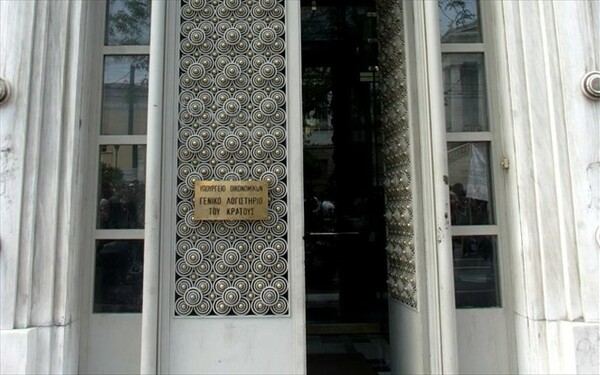 ΥΠΟΥΡΓΕΙΟ ΟΙΚΟΝΟΜΙΚΩΝ
ΓΕΝΙΚΟ ΛΟΓΙΣΤΗΡΙΟ
ΤΟΥ ΚΡΑΤΟΥΣ